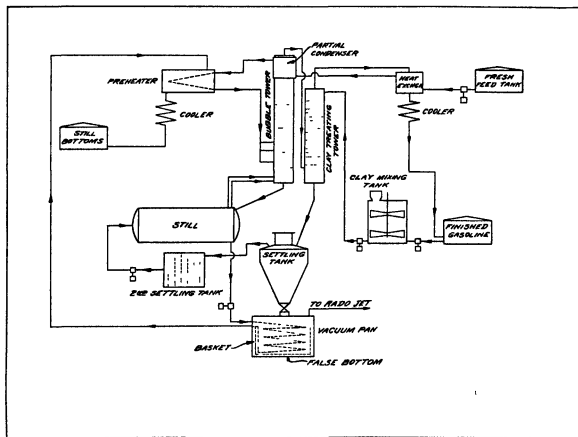 PARTIAL
CONDENSER
PREHEATER
HEAT
EXCHGR
FRESH
FEED TANK
BUBBLE TOWER
COOLER
COOLER
STILL
BOTTOMS
CLAY TREATING
TOWER
CLAY MIXING
TANK
STILL
SETTLING
TANK
FINISHED
GASOLINE
2ND SETTLING TANK
TO RADO JET
VACUUM PAN
BASKET
FALSE BOTTOM